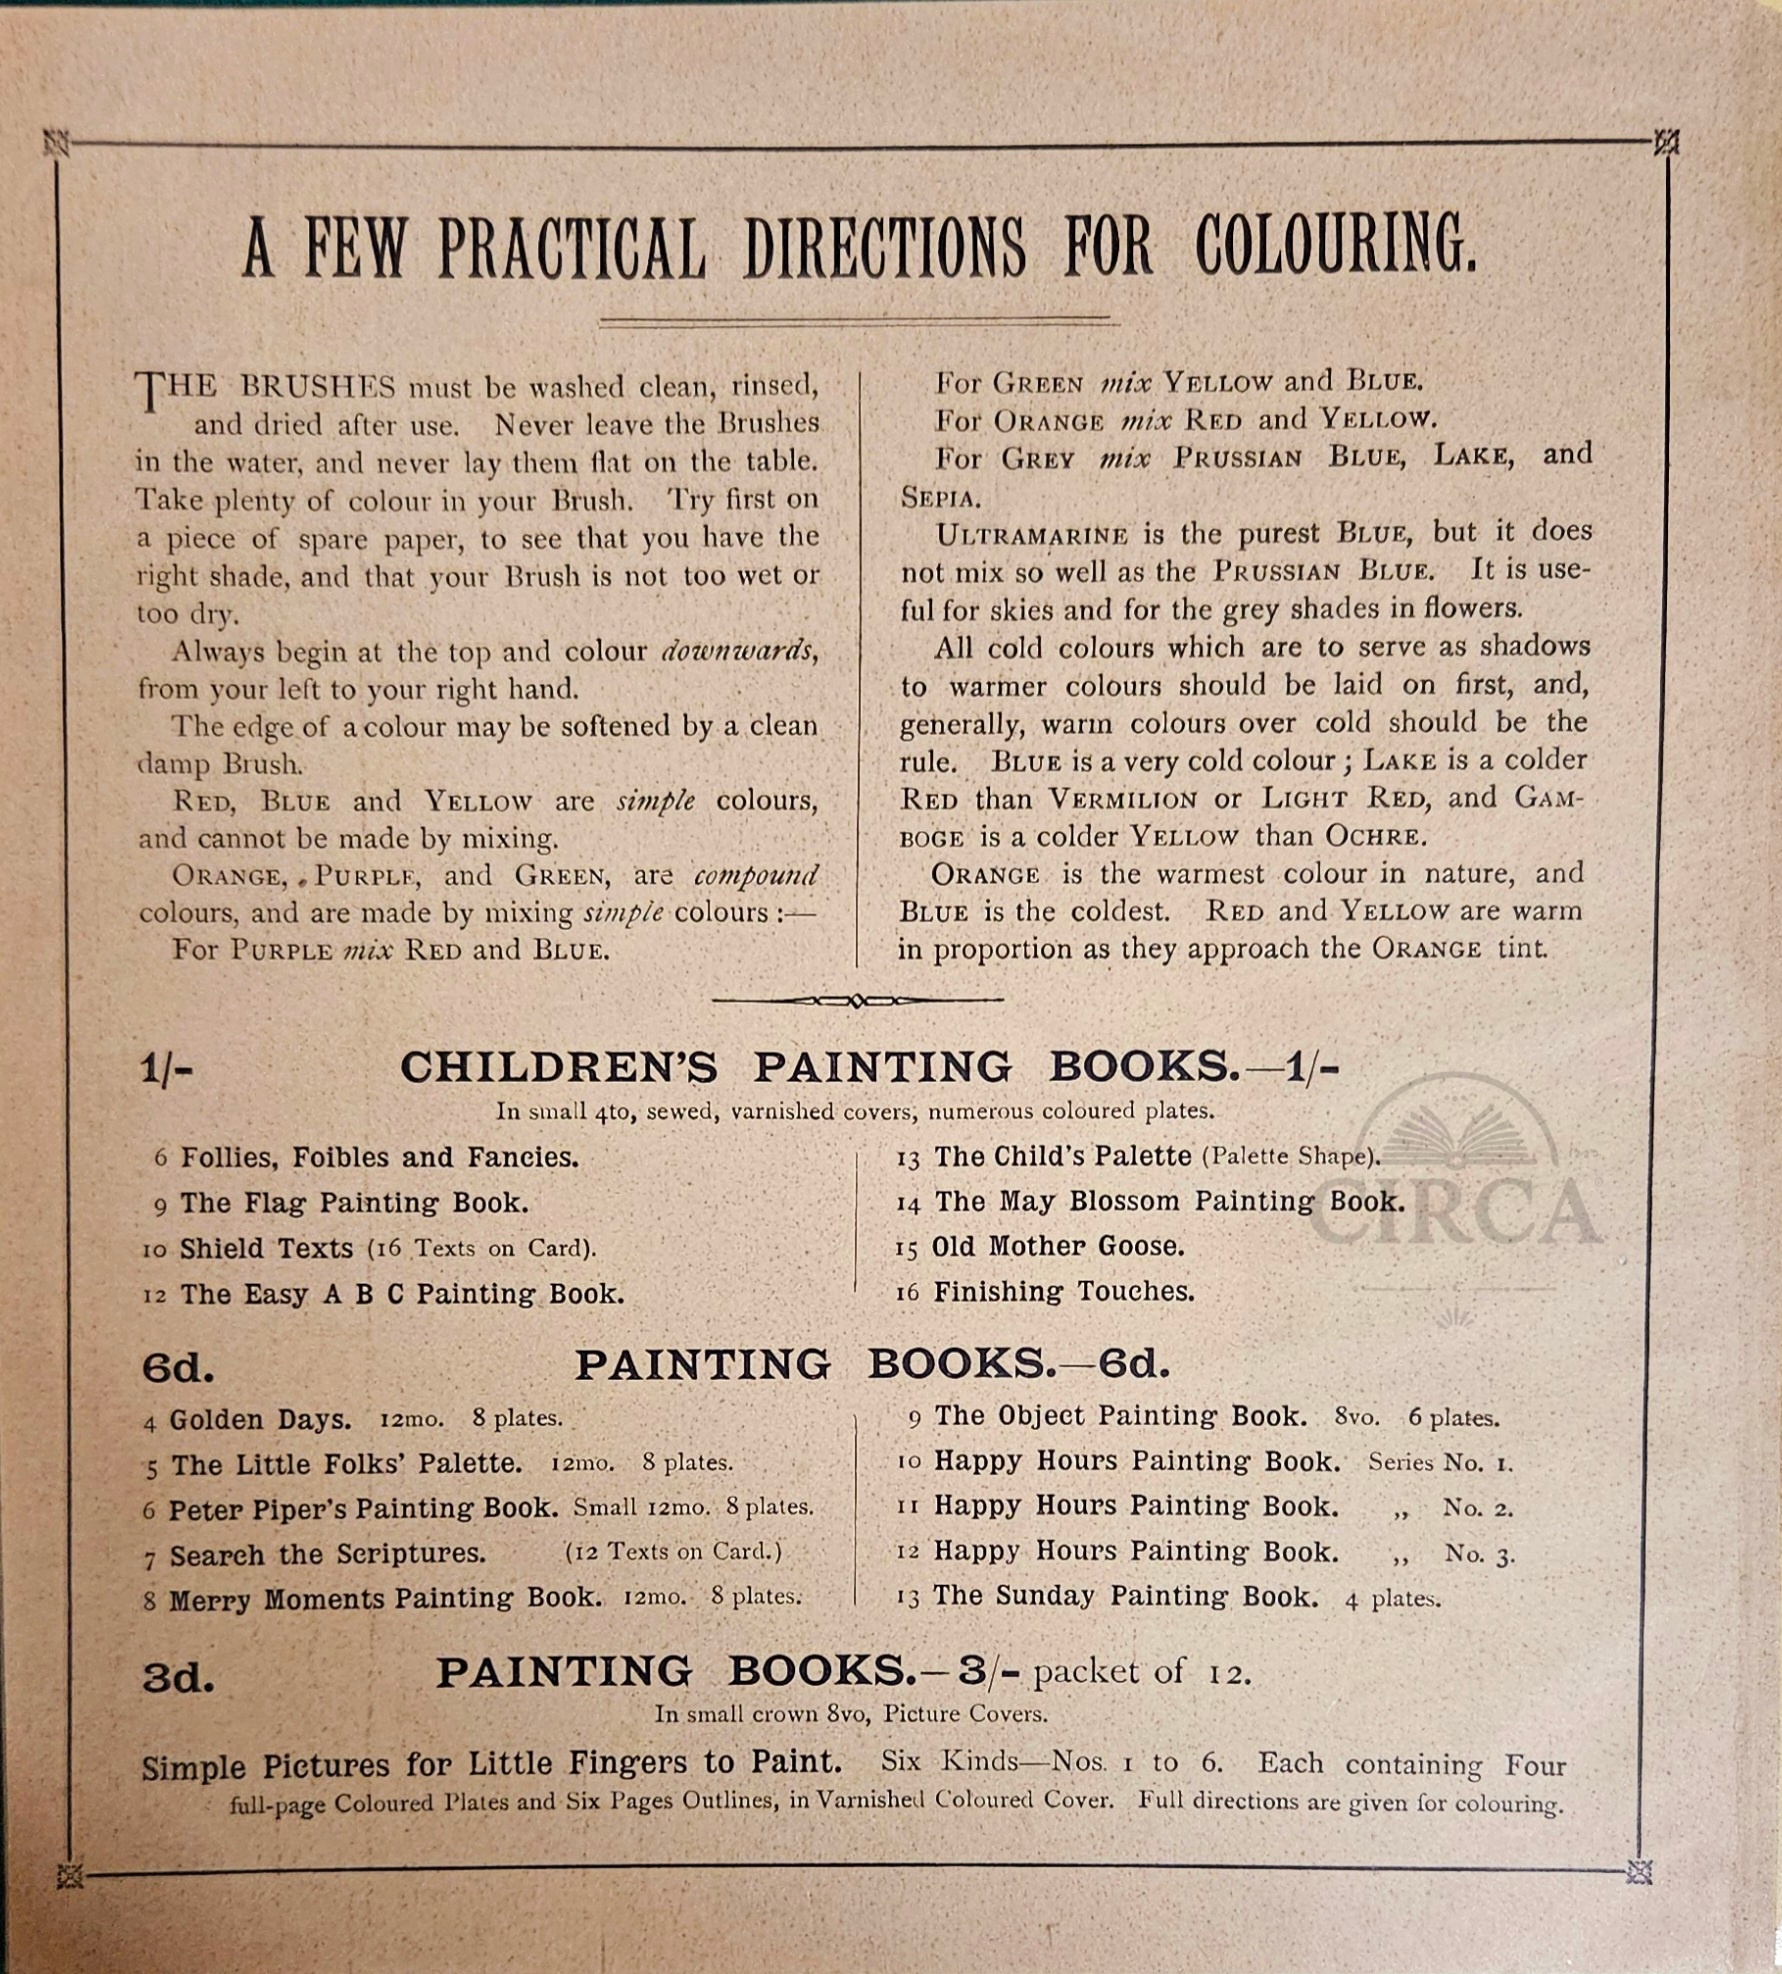 A FEW PRACTICAL DIRECTIONS FOR COLOURING.
THE BRUSHES must be washed clean, rinsed,
and dried after use. Never leave the Brushes
in the water, and never lay them flat on the table.
Take plenty of colour in your Brush. Try first on
a piece of spare paper, to see that you have the
right shade, and that your Brush is not too wet or
too dry.
Always begin at the top and colour downwards,
from your left to your right hand.
The edge of a colour may be softened by a clean
damp Brush.
RED, BLUE and YELLOW are simple colours,
and cannot be made by mixing.
ORANGE, PURPLE, and GREEN, are compound
colours, and are made by mixing simple colours :—
For PURPLE mix RED and BLUE.
For GREEN mix YELLOW and BLUE.
For ORANGE mix RED and YELLOW.
For GREY mix PRUSSIAN BLUE, LAKE, and
SEPIA.
ULTRAMARINE is the purest BLUE, but it does
not mix so well as the PRUSSIAN BLUE. It is use-
ful for skies and for the grey shades in flowers.
All cold colours which are to serve as shadows
to warmer colours should be laid on first, and,
generally, warm colours over cold should be the
rule. BLUE is a very cold colour ; LAKE is a colder
RED than VERMILION or LIGHT RED, and GAM-
BOGE is a colder YELLOW than OCHRE.
ORANGE is the warmest colour in nature, and
BLUE is the coldest. RED and YELLOW are warm
in proportion as they approach the ORANGE tint.
1/- CHILDREN'S PAINTING BOOKS.—1/-
In small 4to, sewed, varnished covers, numerous coloured plates.
6 Follies, Foibles and Fancies.
9 The Flag Painting Book.
10 Shield Texts (16 Texts on Card).
12 The Easy A B C Painting Book.
13 The Child's Palette (Palette Shape).
14 The May Blossom Painting Book.
15 Old Mother Goose.
16 Finishing Touches.
CIRCA
6d. PAINTING BOOKS.—6d.
4 Golden Days. 12mo. 8 plates.
5 The Little Folks' Palette. 12mo. 8 plates.
6 Peter Piper's Painting Book. Small 12mo. 8 plates.
7 Search the Scriptures. (12 Texts on Card.)
8 Merry Moments Painting Book. 12mo. 8 plates.
9 The Object Painting Book. 8vo. 6 plates.
10 Happy Hours Painting Book. Series No. 1.
11 Happy Hours Painting Book. ,, No. 2.
12 Happy Hours Painting Book. ,, No. 3.
13 The Sunday Painting Book. 4 plates.
3d. PAINTING BOOKS.—3/- packet of 12.
In small crown 8vo, Picture Covers.
Simple Pictures for Little Fingers to Paint. Six Kinds—Nos. 1 to 6. Each containing Four
full-page Coloured Plates and Six Pages Outlines, in Varnished Coloured Cover. Full directions are given for colouring.